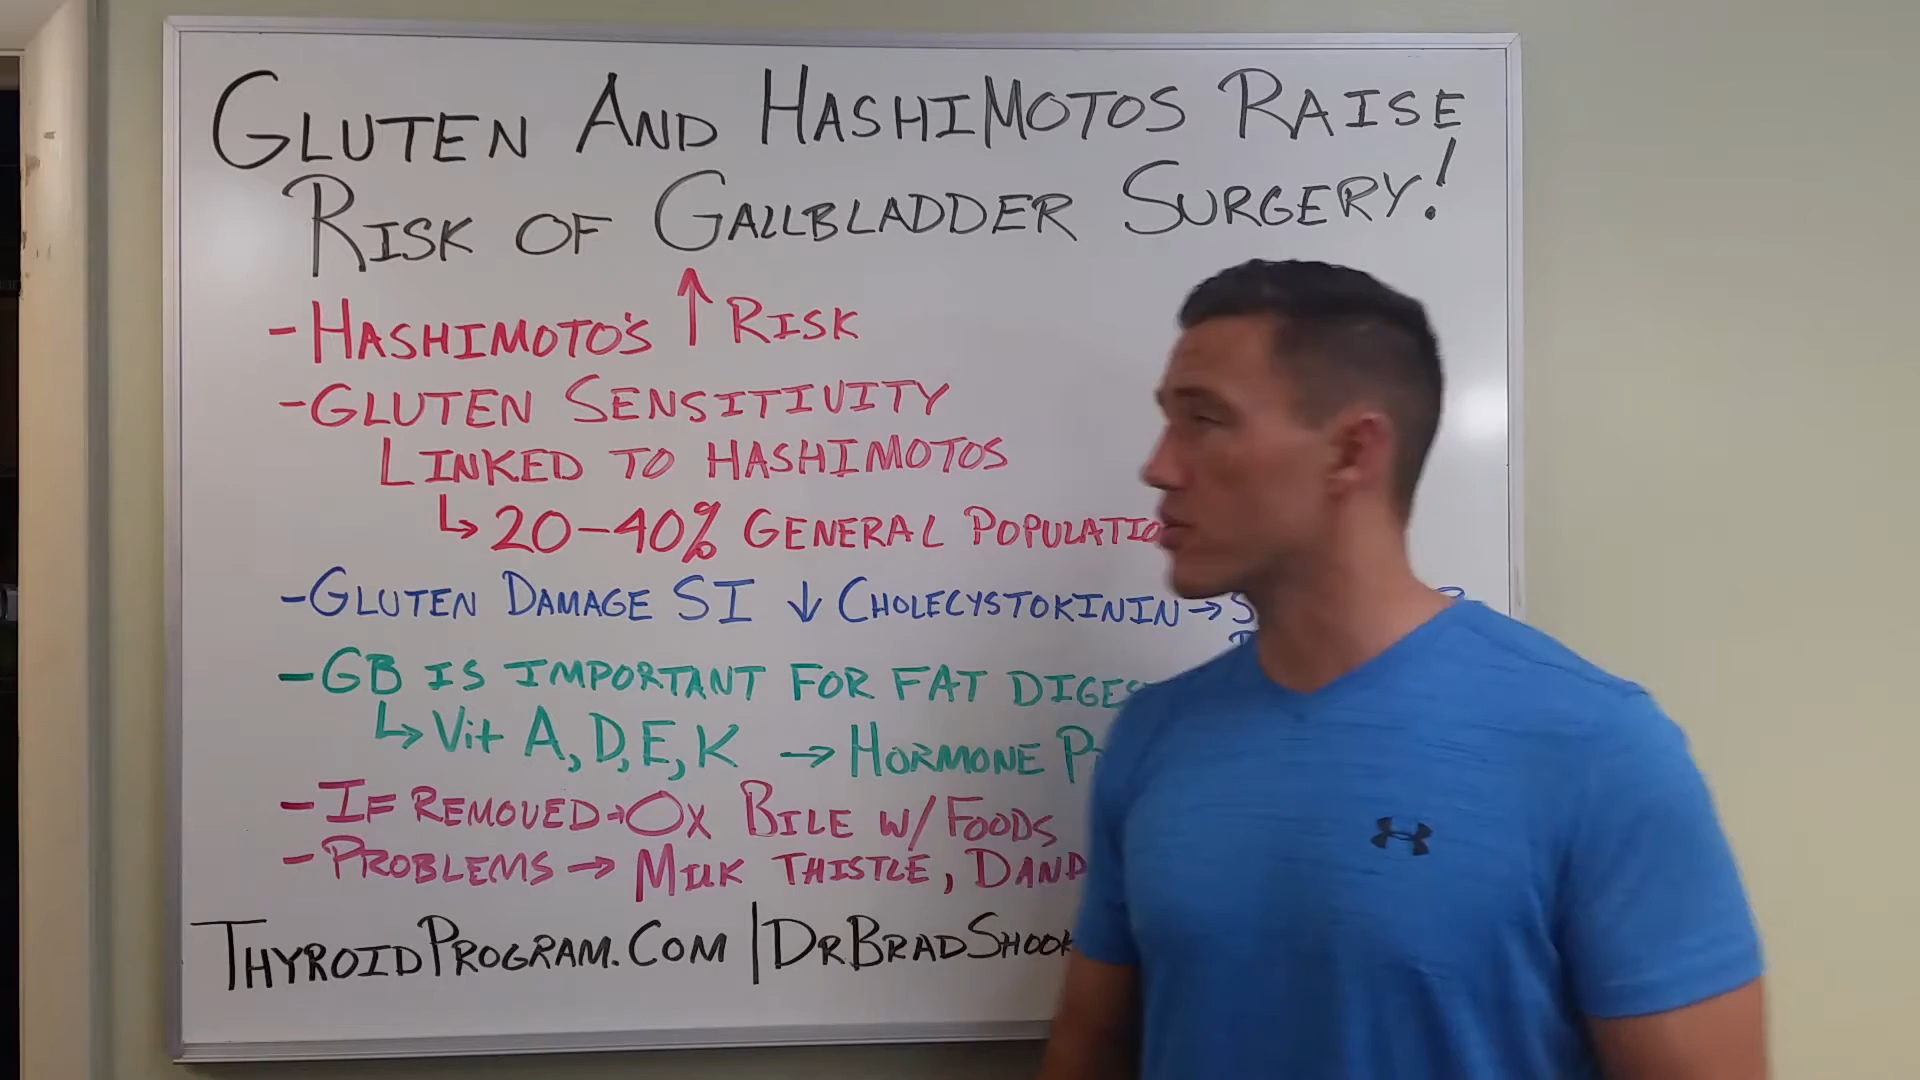 GLUTEN AND HASHIMOTOS RAISE
RISK OF GALLBLADDER SURGERY!
- HASHIMOTO'S ↑ RISK
- GLUTEN SENSITIVITY
LINKED TO HASHIMOTOS
↳ 20-40% GENERAL POPULATIO
- GLUTEN DAMAGE SI ↓ CHOLECYSTOKININ → S
- GB IS IMPORTANT FOR FAT DIGES
↳ Vit A, D, E, K → HORMONE P
- IF REMOVED → OX BILE W/ FOODS
- PROBLEMS → MILK THISTLE, DAND
THYROIDPROGRAM.COM | DRBRADSHOOK